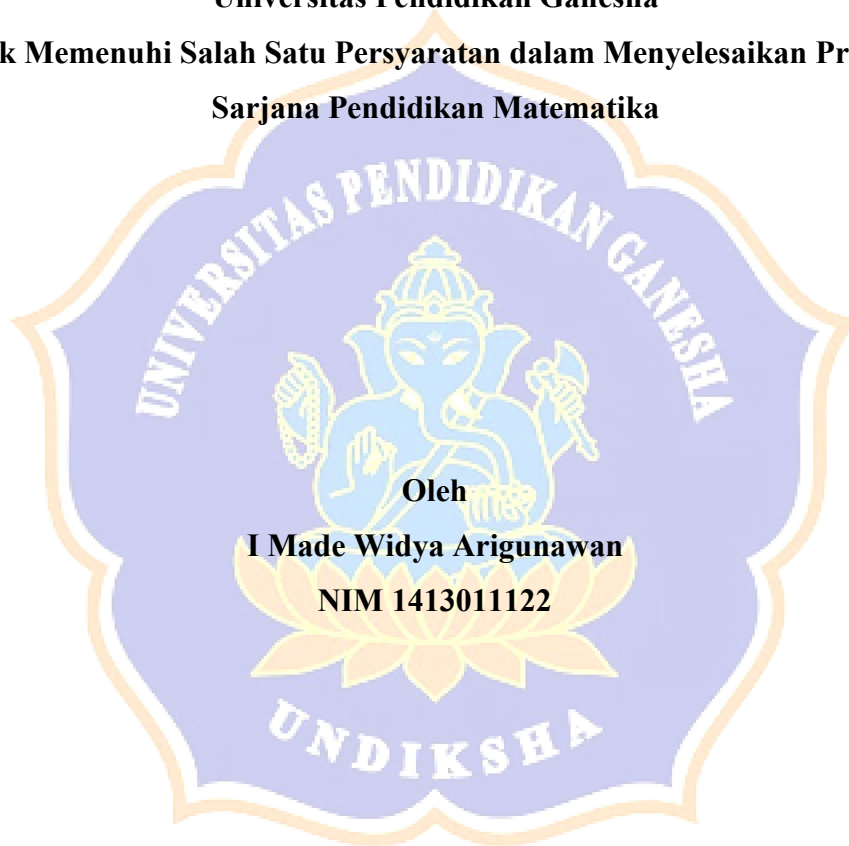 Universitas Pendidikan Ganesha
Memenuhi Salah Satu Persyaratan dalam Menyelesaikan
Sarjana Pendidikan Matematika
UNIVERSITAS PENDIDIKAN GANESHA
Oleh
I Made Widya Arigunawan
NIM 1413011122
UNDIKSHA